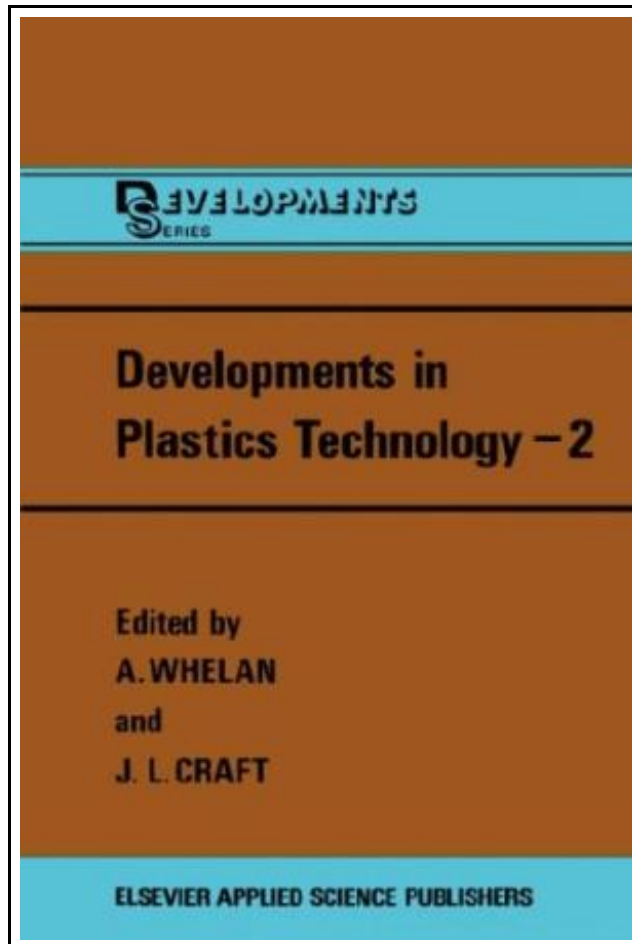 DEVELOPMENTS
SERIES
Developments in
Plastics Technology – 2
Edited by
A. WHELAN
and
J. L. CRAFT
ELSEVIER APPLIED SCIENCE PUBLISHERS